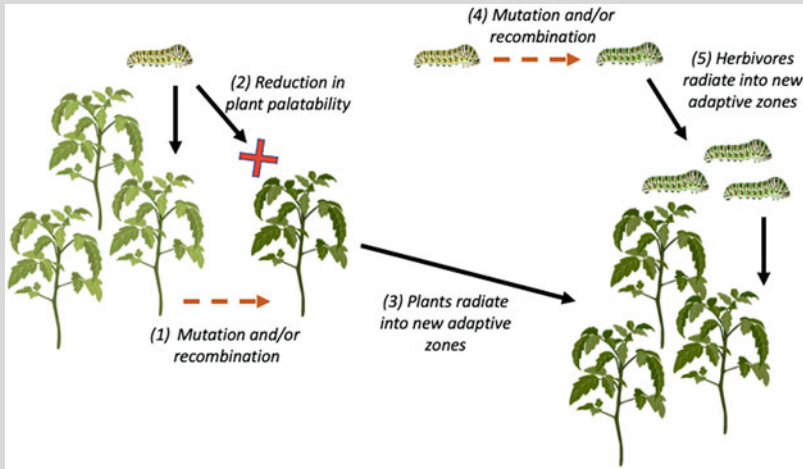 (4) Mutation and/or
recombination
(5) Herbivores
radiate into new
adaptive zones
(2) Reduction in
plant palatability
(3) Plants radiate
into new adaptive
zones
(1) Mutation and/or
recombination